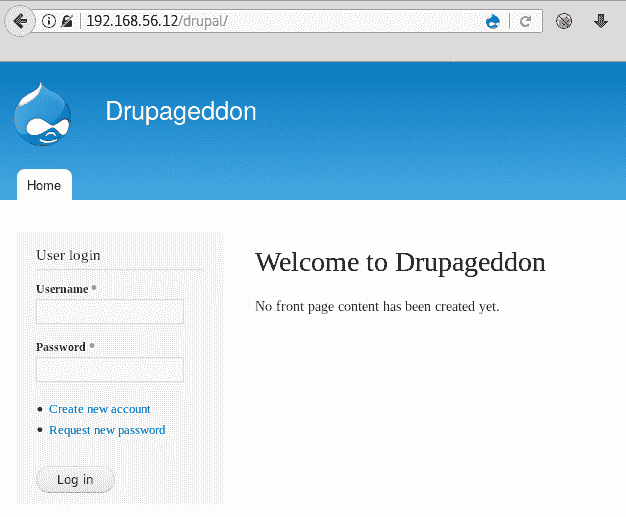 192.168.56.12/drupal/
Drupageddon
Home
User login
Username *
Password *
Create new account
Request new password
Log in
Welcome to Drupageddon
No front page content has been created yet.